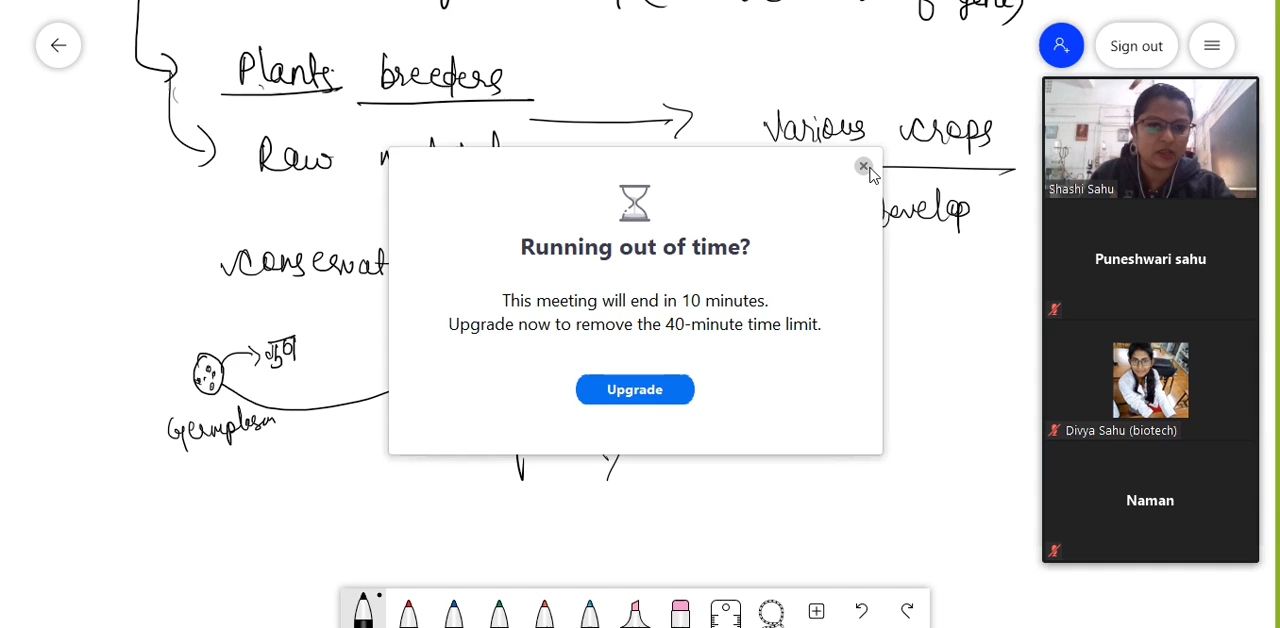 of gene)
Plants breeders
Various crops
Raw
develop
conservat
गुण
Germplasm
Running out of time?
This meeting will end in 10 minutes.
Upgrade now to remove the 40-minute time limit.
Upgrade
Sign out
Shashi Sahu
Puneshwari sahu
Divya Sahu (biotech)
Naman